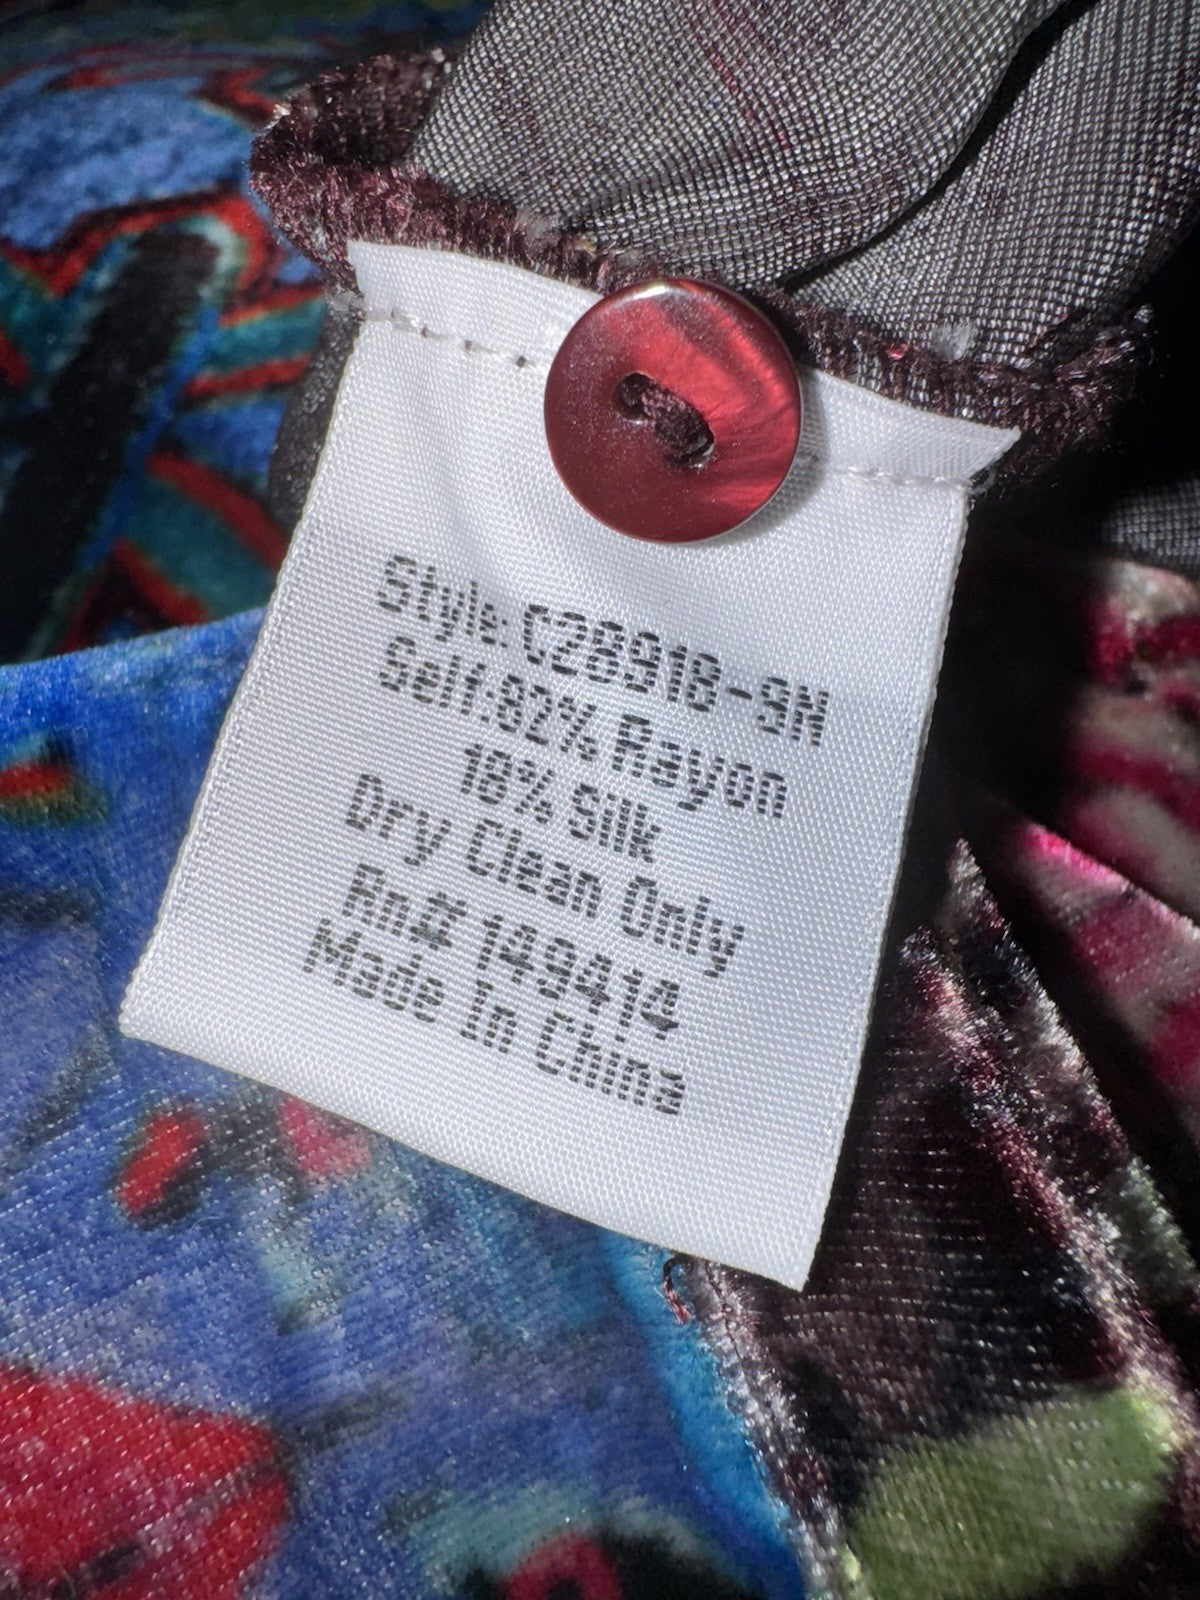 Style: C28918-9N
Self:82% Rayon
18% Silk
Dry Clean Only
Rn# 149414
Made In China